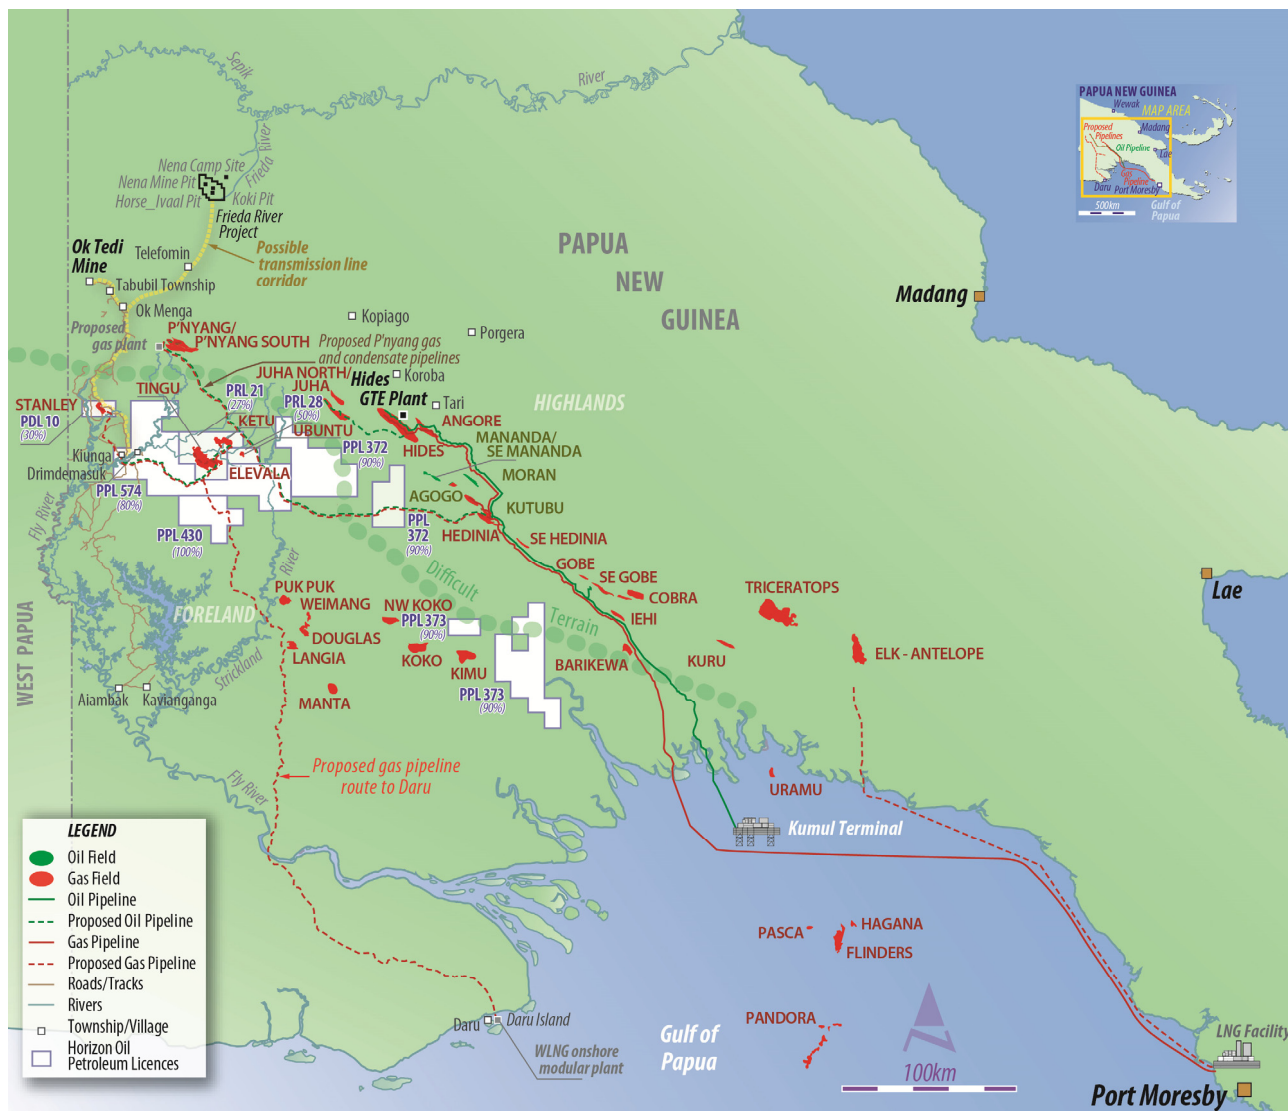 Sepik
River
Frieda River
Nena Camp Site
Nena Mine Pit
Horse_Ivaal Pit
Koki Pit
Frieda River
Project
Possible
transmission line
corridor
Ok Tedi
Mine
Telefomin
Tabubil Township
Ok Menga
Proposed
gas plant
P'NYANG/
P'NYANG SOUTH
Kopiago
Porgera
Proposed P'nyang gas
and condensate pipelines
PAPUA
NEW
GUINEA
PAPUA NEW GUINEA
Wewak
MAP AREA
Madang
Proposed
Pipelines
Oil Pipeline
Lae
Gas
Pipeline
Daru
Port Moresby
Gulf of
Papua
500km
Madang
JUHA NORTH/
JUHA
Hides
GTE Plant
Koroba
Tari
HIGHLANDS
STANLEY
PDL 10
(30%)
TINGU
PRL 21
(27%)
PRL 28
(50%)
KETU
UBUNTU
ELEVALA
PPL 372
(90%)
ANGORE
HIDES
MANANDA/
SE MANANDA
MORAN
AGOGO
KUTUBU
HEDINIA
SE HEDINIA
Kiunga
Drimdemasuk
PPL 574
(80%)
PPL 430
(100%)
PPL
372
(90%)
Fly River
River
Difficult
Terrain
GOBE
SE GOBE
COBRA
IEHI
BARIKEWA
TRICERATOPS
KURU
ELK - ANTELOPE
Lae
WEST PAPUA
FORELAND
PUK PUK
WEIMANG
DOUGLAS
LANGIA
MANTA
NW KOKO
PPL 373
(90%)
KOKO
KIMU
PPL 373
(90%)
Strickland
Aiambak
Kavianganga
Fly River
Proposed gas pipeline
route to Daru
URAMU
Kumul Terminal
PASCA
HAGANA
FLINDERS
PANDORA
Gulf of
Papua
100km
Daru
Daru Island
WLNG onshore
modular plant
LNG Facility
Port Moresby
LEGEND
Oil Field
Gas Field
Oil Pipeline
Proposed Oil Pipeline
Gas Pipeline
Proposed Gas Pipeline
Roads/Tracks
Rivers
Township/Village
Horizon Oil
Petroleum Licences